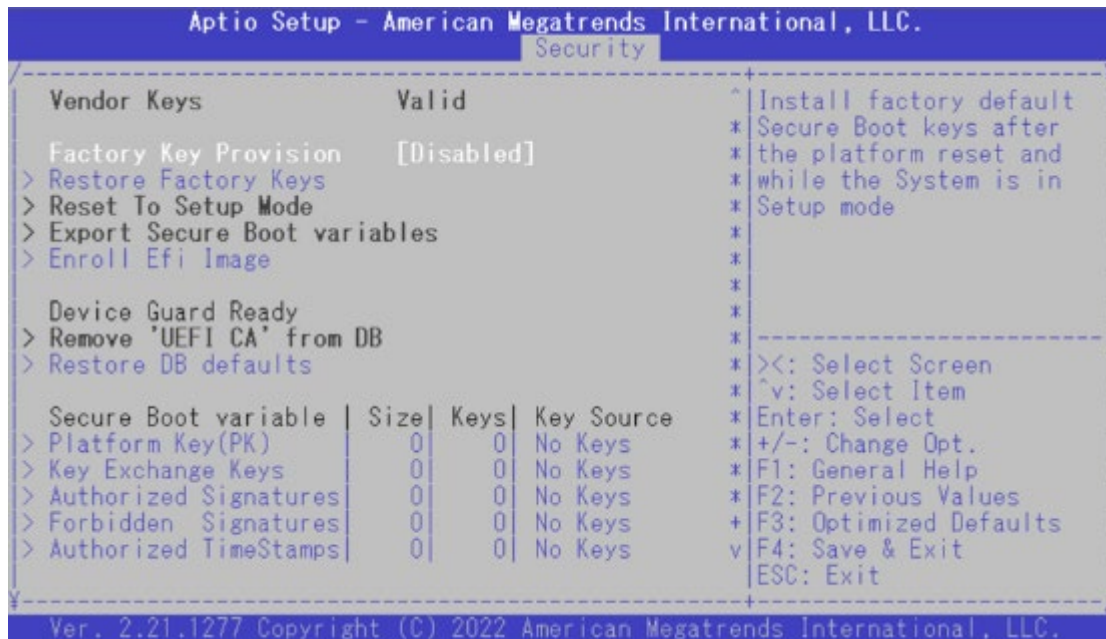 Aptio Setup - American Megatrends International, LLC.
Security
Vendor Keys Valid
Factory Key Provision [Disabled]
> Restore Factory Keys
> Reset To Setup Mode
> Export Secure Boot variables
> Enroll Efi Image
Device Guard Ready
> Remove 'UEFI CA' from DB
> Restore DB defaults
Secure Boot variable | Size| Keys| Key Source
> Platform Key(PK) | 0| 0| No Keys
> Key Exchange Keys | 0| 0| No Keys
> Authorized Signatures| 0| 0| No Keys
> Forbidden Signatures| 0| 0| No Keys
> Authorized TimeStamps| 0| 0| No Keys
Install factory default
Secure Boot keys after
the platform reset and
while the System is in
Setup mode
><: Select Screen
^v: Select Item
Enter: Select
+/-: Change Opt.
F1: General Help
F2: Previous Values
F3: Optimized Defaults
F4: Save & Exit
ESC: Exit
Ver. 2.21.1277 Copyright (C) 2022 American Megatrends International, LLC.